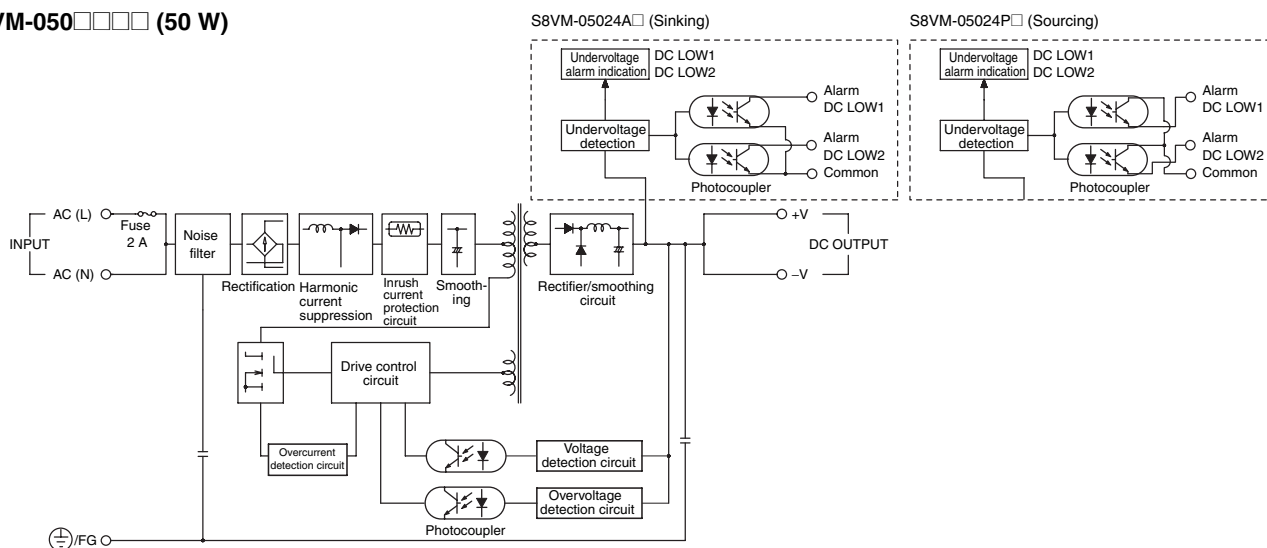 VM-050□□□□ (50 W)
S8VM-05024A□ (Sinking)
Undervoltage
alarm indication
DC LOW1
DC LOW2
Undervoltage
detection
Alarm
DC LOW1
Alarm
DC LOW2
Common
Photocoupler
S8VM-05024P□ (Sourcing)
Undervoltage
alarm indication
DC LOW1
DC LOW2
Undervoltage
detection
Alarm
DC LOW1
Alarm
DC LOW2
Common
Photocoupler
INPUT
AC (L)
AC (N)
Fuse
2 A
Noise
filter
Rectification
Harmonic
current
suppression
Inrush
current
protection
circuit
Smooth-
ing
Rectifier/smoothing
circuit
+V
DC OUTPUT
−V
Drive control
circuit
Overcurrent
detection circuit
Voltage
detection circuit
Overvoltage
detection circuit
Photocoupler
/FG